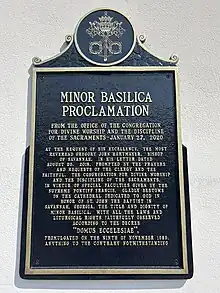 MINOR BASILICA
PROCLAMATION
FROM THE OFFICE OF THE CONGREGATION
FOR DIVINE WORSHIP AND THE DISCIPLINE
OF THE SACRAMENTS - JANUARY 27, 2020
AT THE REQUEST OF HIS EXCELLENCY, THE MOST
REVEREND GREGORY JOHN HARTMAYER, BISHOP
OF SAVANNAH, IN HIS LETTER DATED
AUGUST 20, 2019, PROMOTED BY THE PRAYERS
AND REQUESTS OF THE CLERGY AND THE
FAITHFUL, THE CONGREGATION FOR DIVINE WORSHIP
AND THE DISCIPLINE OF THE SACRAMENTS,
IN VIRTUE OF SPECIAL FACULTIES GIVEN BY THE
SUPREME PONTIFF FRANCIS, GLADLY BESTOWS
ON THE CATHEDRAL DEDICATED TO GOD IN
HONOR OF ST. JOHN THE BAPTIST IN
SAVANNAH, GEORGIA, THE TITLE AND DIGNITY OF
MINOR BASILICA, WITH ALL THE LAWS AND
LITURGICAL RIGHTS FAITHFULLY OBSERVED
ACCORDING TO THE DECREE
"DOMUS ECCLESIAE",
PROMULGATED ON THE NINTH OF NOVEMBER 1989,
ANYTHING TO THE CONTRARY NOTWITHSTANDING